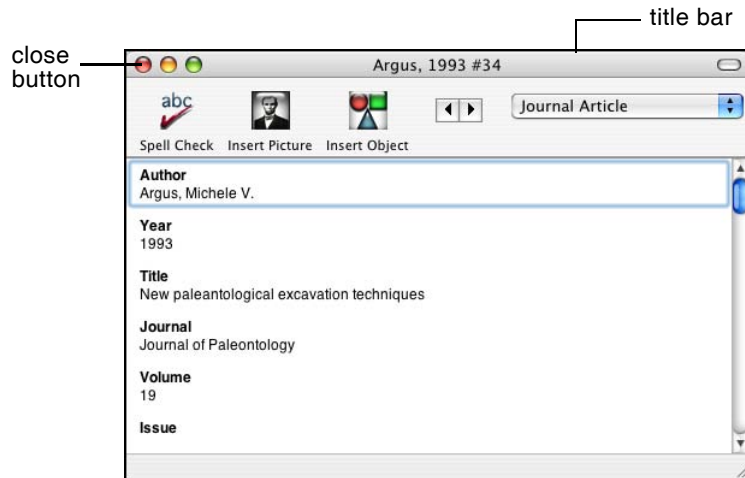 title bar
close
button
Argus, 1993 #34
abc
Journal Article
Spell Check Insert Picture Insert Object
Author
Argus, Michele V.
Year
1993
Title
New paleantological excavation techniques
Journal
Journal of Paleontology
Volume
19
Issue